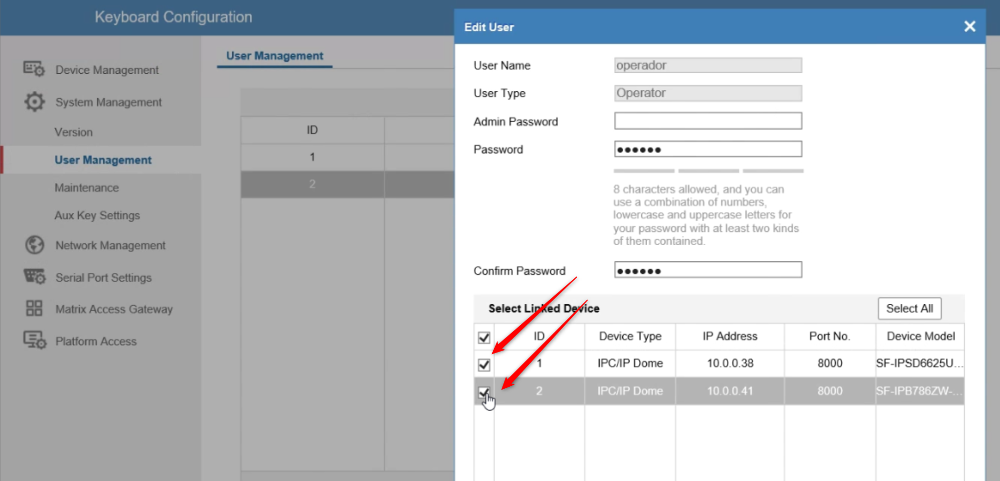 Keyboard Configuration
Device Management
System Management
Version
User Management
Maintenance
Aux Key Settings
Network Management
Serial Port Settings
Matrix Access Gateway
Platform Access
User Management
ID
1
2
Edit User
User Name operador
User Type Operator
Admin Password
Password ●●●●●●
8 characters allowed, and you can
use a combination of numbers,
lowercase and uppercase letters for
your password with at least two kinds
of them contained.
Confirm Password ●●●●●●
Select Linked Device Select All
ID Device Type IP Address Port No. Device Model
1 IPC/IP Dome 10.0.0.38 8000 SF-IPSD6625U...
2 IPC/IP Dome 10.0.0.41 8000 SF-IPB786ZW-...